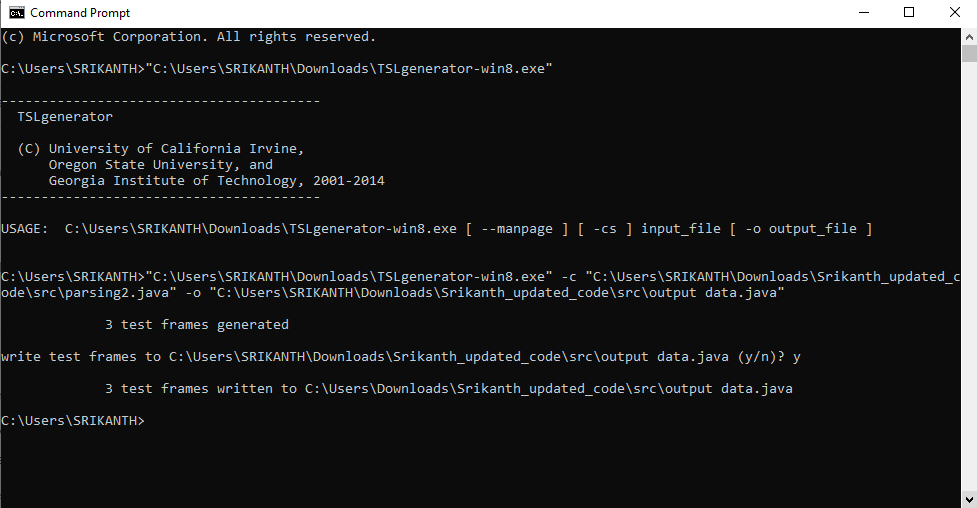 Command Prompt
(c) Microsoft Corporation. All rights reserved.
C:\Users\SRIKANTH>"C:\Users\SRIKANTH\Downloads\TSLgenerator-win8.exe"
----------------------------------------
TSLgenerator
(C) University of California Irvine,
Oregon State University, and
Georgia Institute of Technology, 2001-2014
----------------------------------------
USAGE:  C:\Users\SRIKANTH\Downloads\TSLgenerator-win8.exe [ --manpage ] [ -cs ] input_file [ -o output_file ]
C:\Users\SRIKANTH>"C:\Users\SRIKANTH\Downloads\TSLgenerator-win8.exe" -c "C:\Users\SRIKANTH\Downloads\Srikanth_updated_c
ode\src\parsing2.java" -o "C:\Users\SRIKANTH\Downloads\Srikanth_updated_code\src\output data.java"
3 test frames generated
write test frames to C:\Users\SRIKANTH\Downloads\Srikanth_updated_code\src\output data.java (y/n)? y
3 test frames written to C:\Users\Downloads\Srikanth_updated_code\src\output data.java
C:\Users\SRIKANTH>